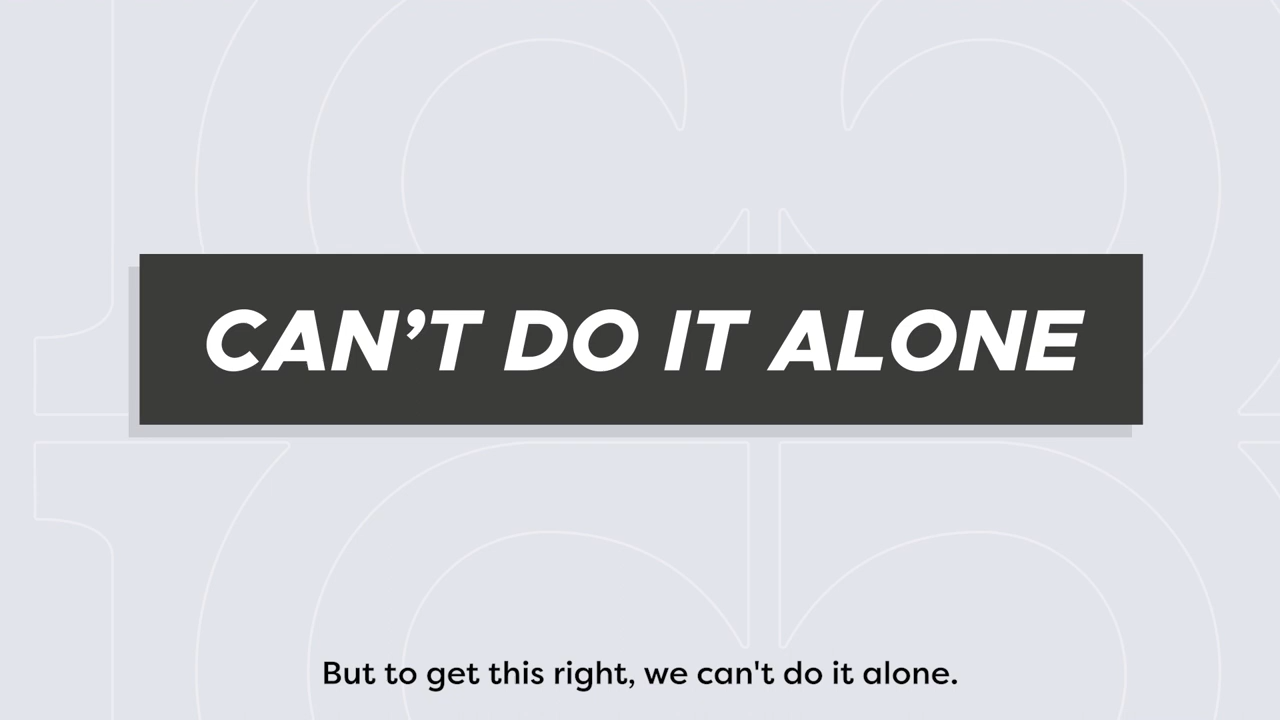 CAN’T DO IT ALONE
But to get this right, we can't do it alone.